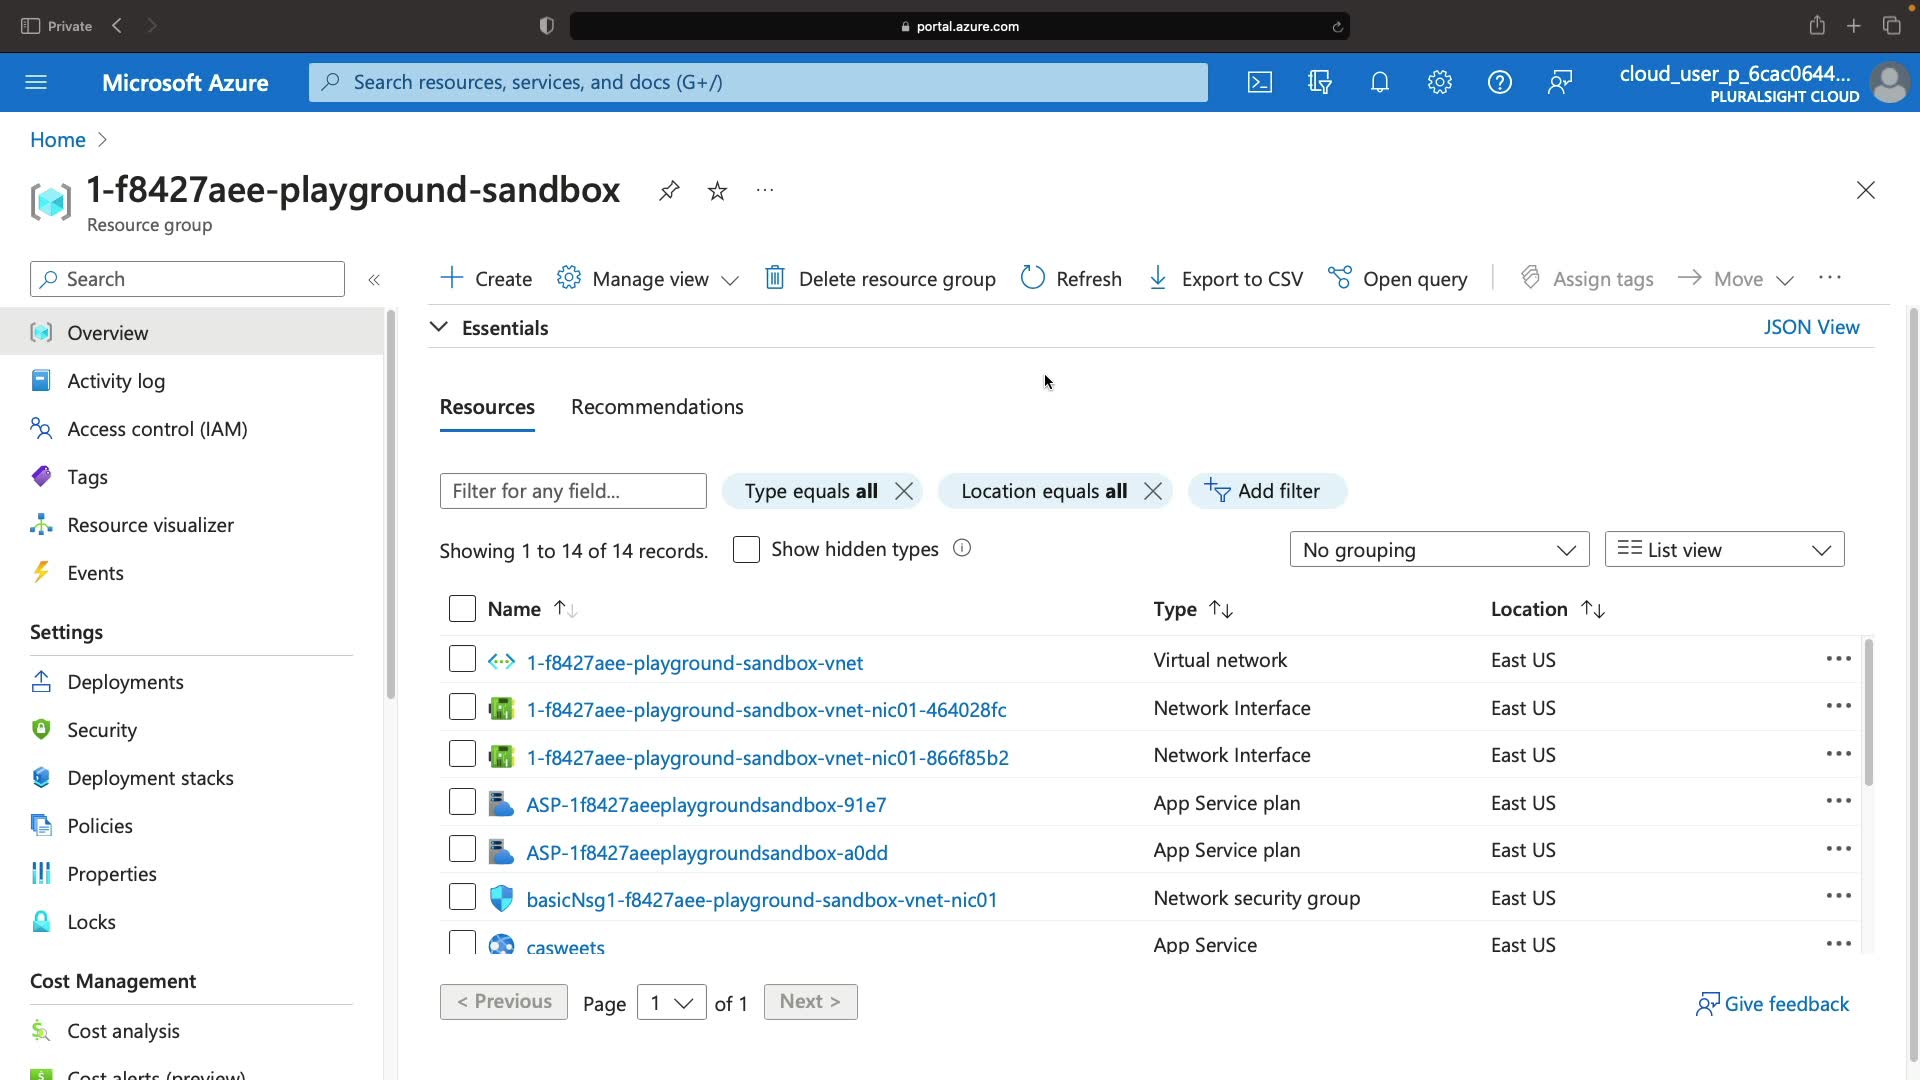 Private
portal.azure.com
Microsoft Azure
Search resources, services, and docs (G+/)
cloud_user_p_6cac0644...
PLURALSIGHT CLOUD
Home
1-f8427aee-playground-sandbox
Resource group
Search
Create
Manage view
Delete resource group
Refresh
Export to CSV
Open query
Assign tags
Move
Overview
Activity log
Access control (IAM)
Tags
Resource visualizer
Events
Settings
Deployments
Security
Deployment stacks
Policies
Properties
Locks
Cost Management
Cost analysis
Cost alerts (preview)
Essentials
JSON View
Resources
Recommendations
Filter for any field...
Type equals all
Location equals all
Add filter
Showing 1 to 14 of 14 records.
Show hidden types
No grouping
List view
Name Type Location
1-f8427aee-playground-sandbox-vnet Virtual network East US
1-f8427aee-playground-sandbox-vnet-nic01-464028fc Network Interface East US
1-f8427aee-playground-sandbox-vnet-nic01-866f85b2 Network Interface East US
ASP-1f8427aeeplaygroundsandbox-91e7 App Service plan East US
ASP-1f8427aeeplaygroundsandbox-a0dd App Service plan East US
basicNsg1-f8427aee-playground-sandbox-vnet-nic01 Network security group East US
casweets App Service East US
< Previous
Page 1 of 1
Next >
Give feedback